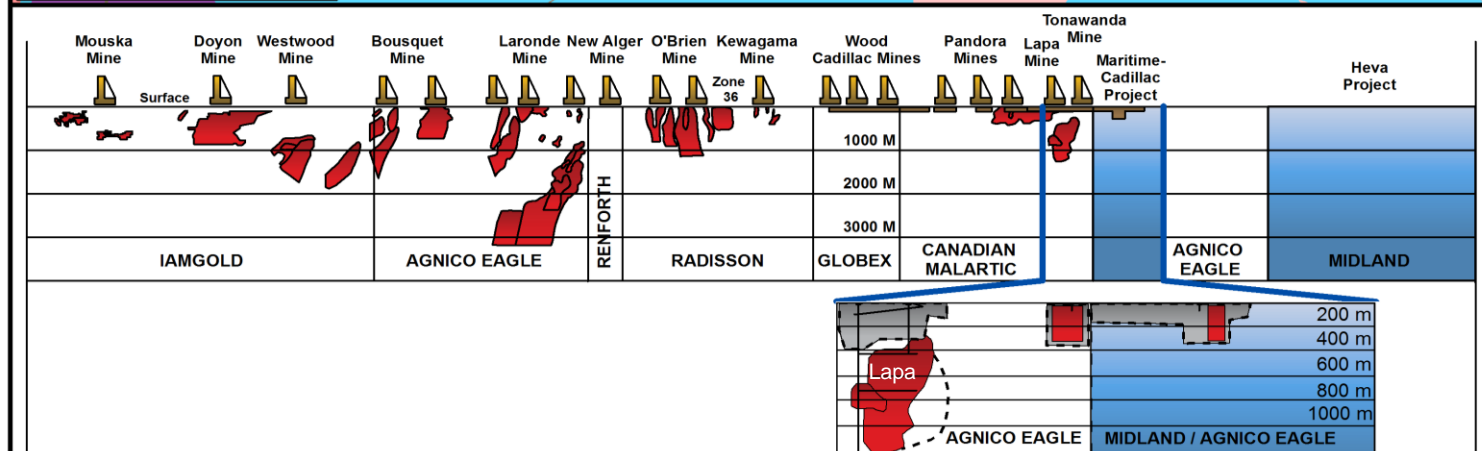 Mouska
Mine
Doyon
Mine
Westwood
Mine
Bousquet
Mine
Laronde
Mine
New Alger
Mine
O'Brien
Mine
Kewagama
Mine
Wood
Cadillac Mines
Pandora
Mines
Lapa
Mine
Tonawanda
Mine
Maritime-
Cadillac
Project
Heva
Project
Surface
Zone
36
1000 M
2000 M
3000 M
IAMGOLD
AGNICO EAGLE
RENFORTH
RADISSON
GLOBEX
CANADIAN
MALARTIC
AGNICO
EAGLE
MIDLAND
200 m
400 m
600 m
Lapa
800 m
1000 m
AGNICO EAGLE
MIDLAND / AGNICO EAGLE